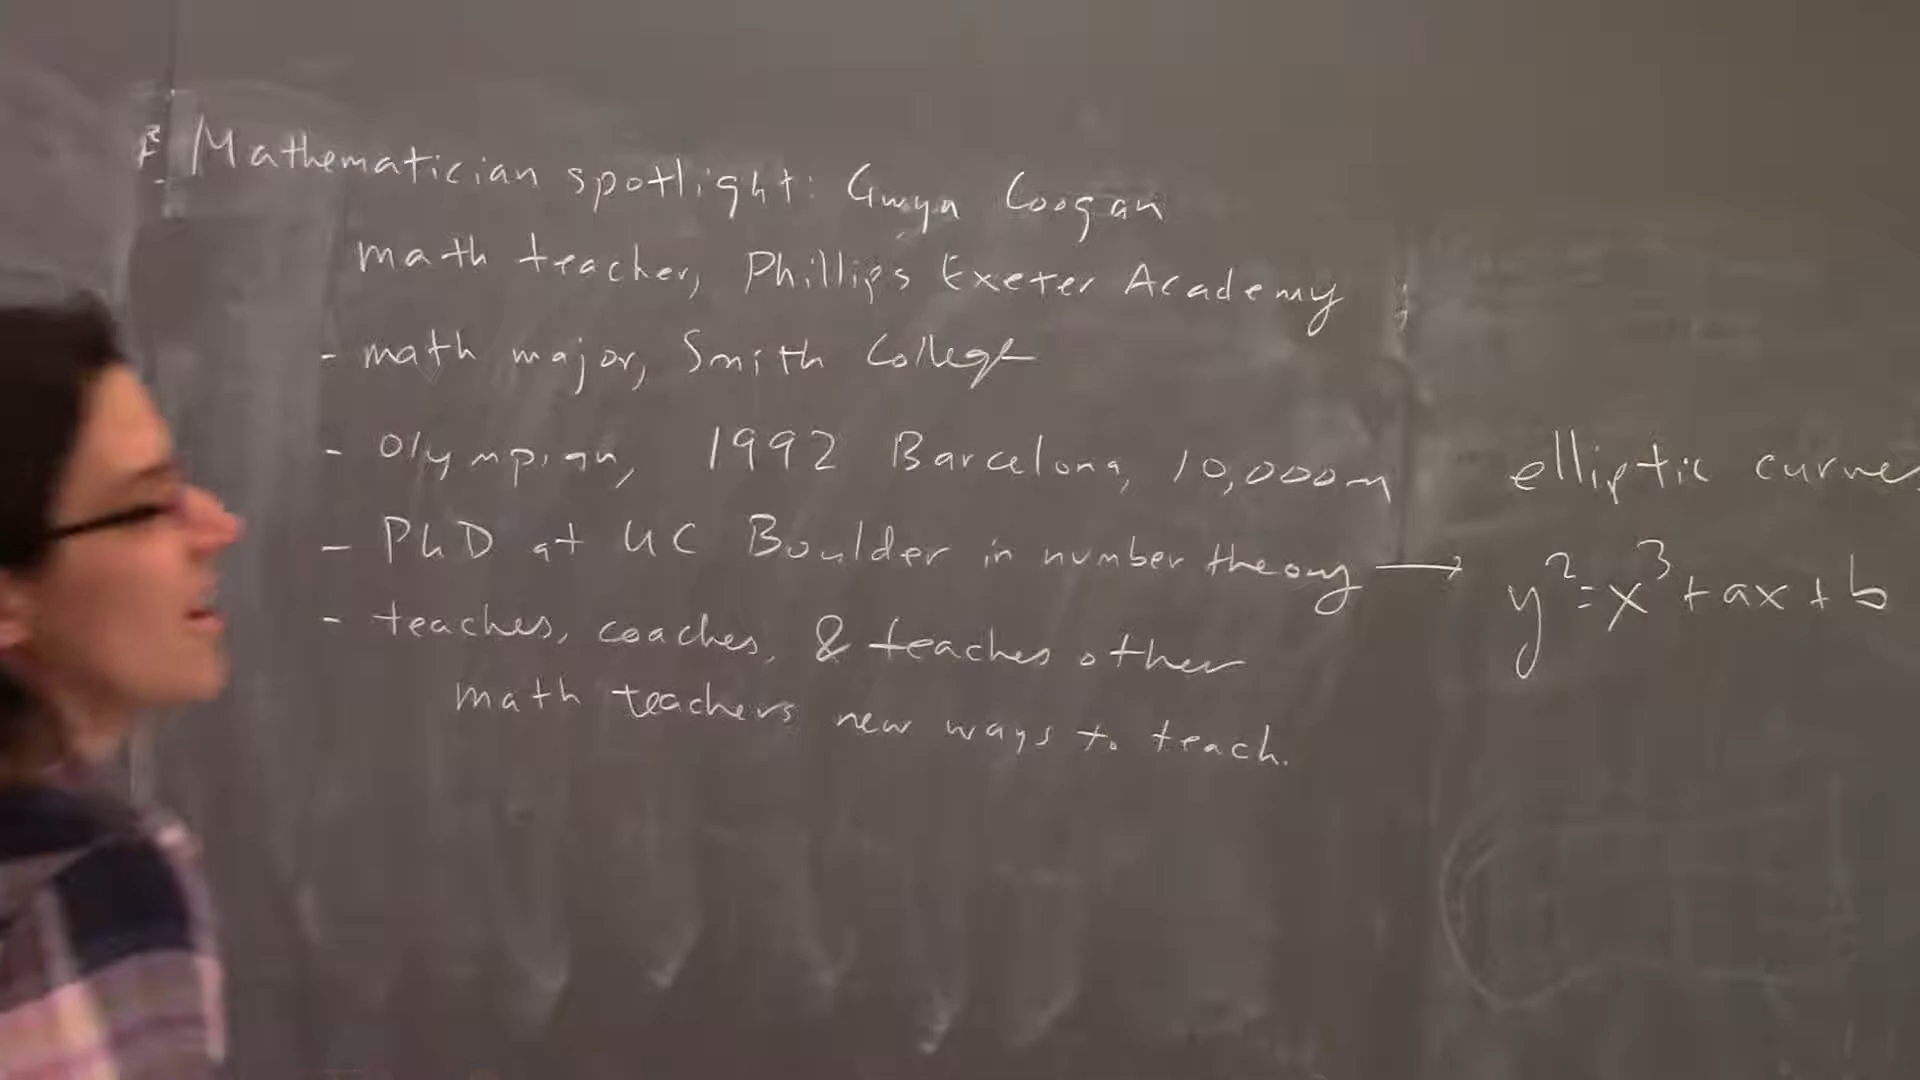 Mathematician spotlight: Gwyn Coogan
math teacher, Phillips Exeter Academy
- math major, Smith College
- Olympian, 1992 Barcelona, 10,000m
- PhD at UC Boulder in number theory →
- teaches, coaches, & teaches other
math teachers new ways to teach.
elliptic curve
y² = x³ + ax + b